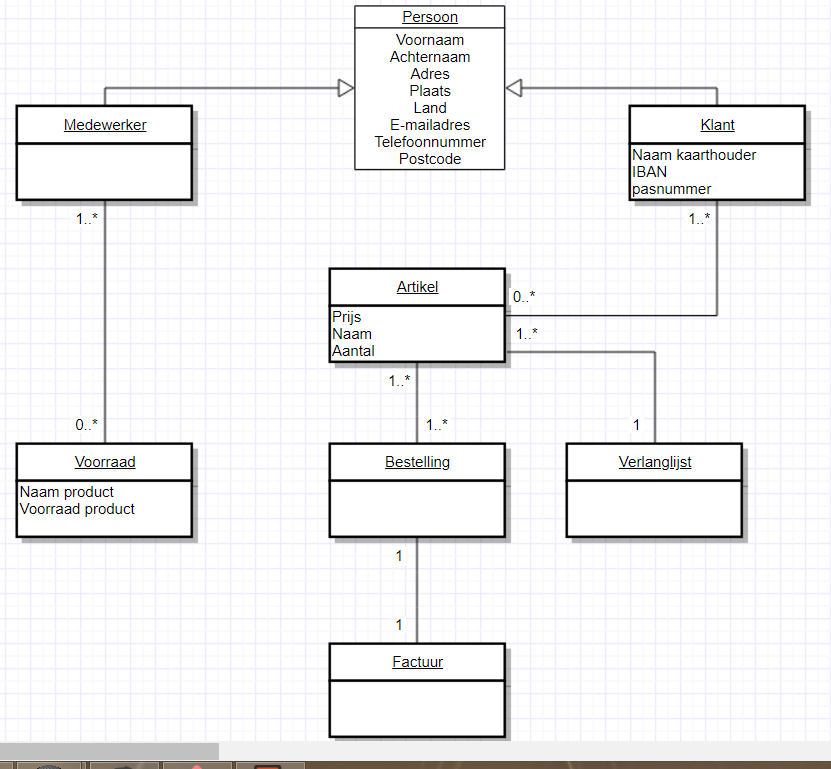 Persoon
Voornaam
Achternaam
Adres
Plaats
Land
E-mailadres
Telefoonnummer
Postcode
Medewerker
Klant
Naam kaarthouder
IBAN
pasnummer
1..*
1..*
Artikel
Prijs
Naam
Aantal
0..*
1..*
1..*
0..*
1..*
1
Voorraad
Naam product
Voorraad product
Bestelling
Verlanglijst
1
1
Factuur